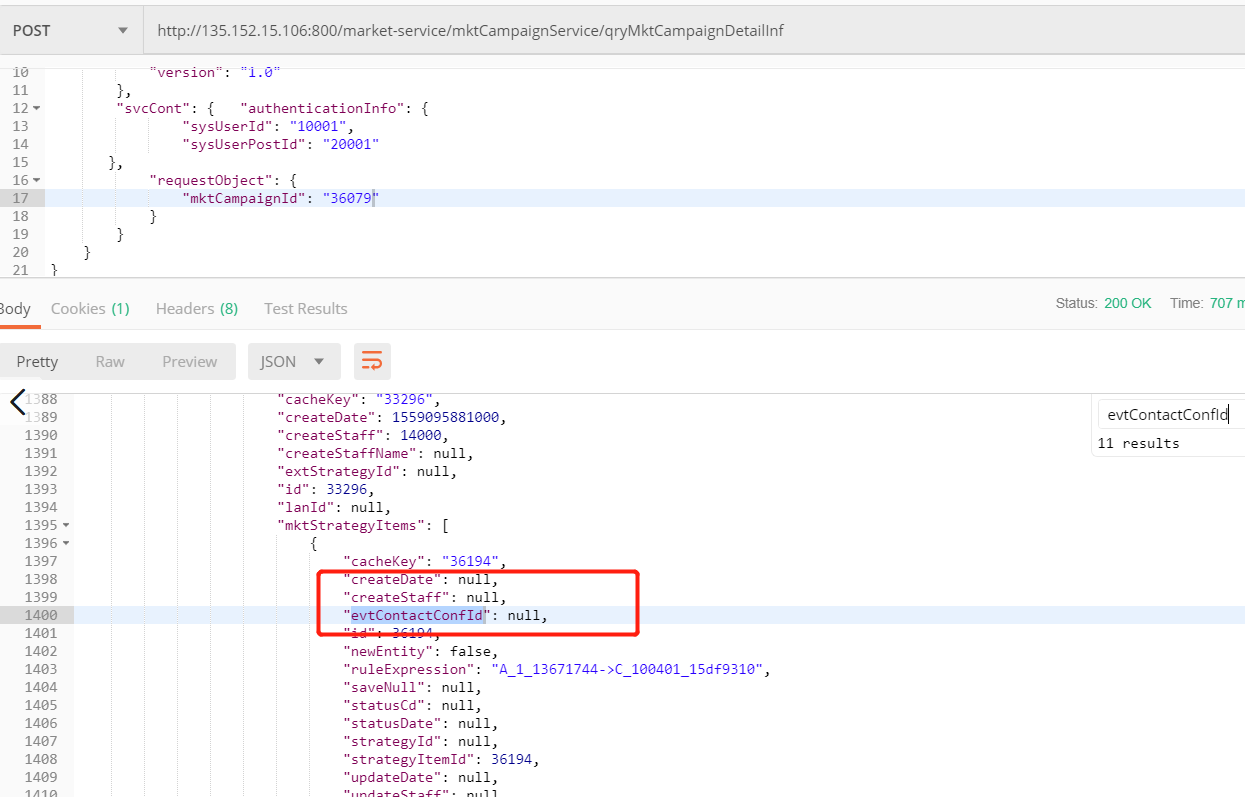 POST http://135.152.15.106:800/market-service/mktCampaignService/qryMktCampaignDetailInf
10 "version": "1.0"
11 },
12 "svcCont": { "authenticationInfo": {
13 "sysUserId": "10001",
14 "sysUserPostId": "20001"
15 },
16 "requestObject": {
17 "mktCampaignId": "36079"
18 }
19 }
20 }
21 }
Body Cookies (1) Headers (8) Test Results Status: 200 OK Time: 707 m
Pretty Raw Preview JSON
1388 "cacheKey": "33296",
1389 "createDate": 1559095881000,
1390 "createStaff": 14000,
1391 "createStaffName": null,
1392 "extStrategyId": null,
1393 "id": 33296,
1394 "lanId": null,
1395 "mktStrategyItems": [
1396 {
1397 "cacheKey": "36194",
1398 "createDate": null,
1399 "createStaff": null,
1400 "evtContactConfId": null,
1401 "id": 36194,
1402 "newEntity": false,
1403 "ruleExpression": "A_1_13671744->C_100401_15df9310",
1404 "saveNull": null,
1405 "statusCd": null,
1406 "statusDate": null,
1407 "strategyId": null,
1408 "strategyItemId": 36194,
1409 "updateDate": null,
1410 "updateStaff": null
evtContactConfId
11 results